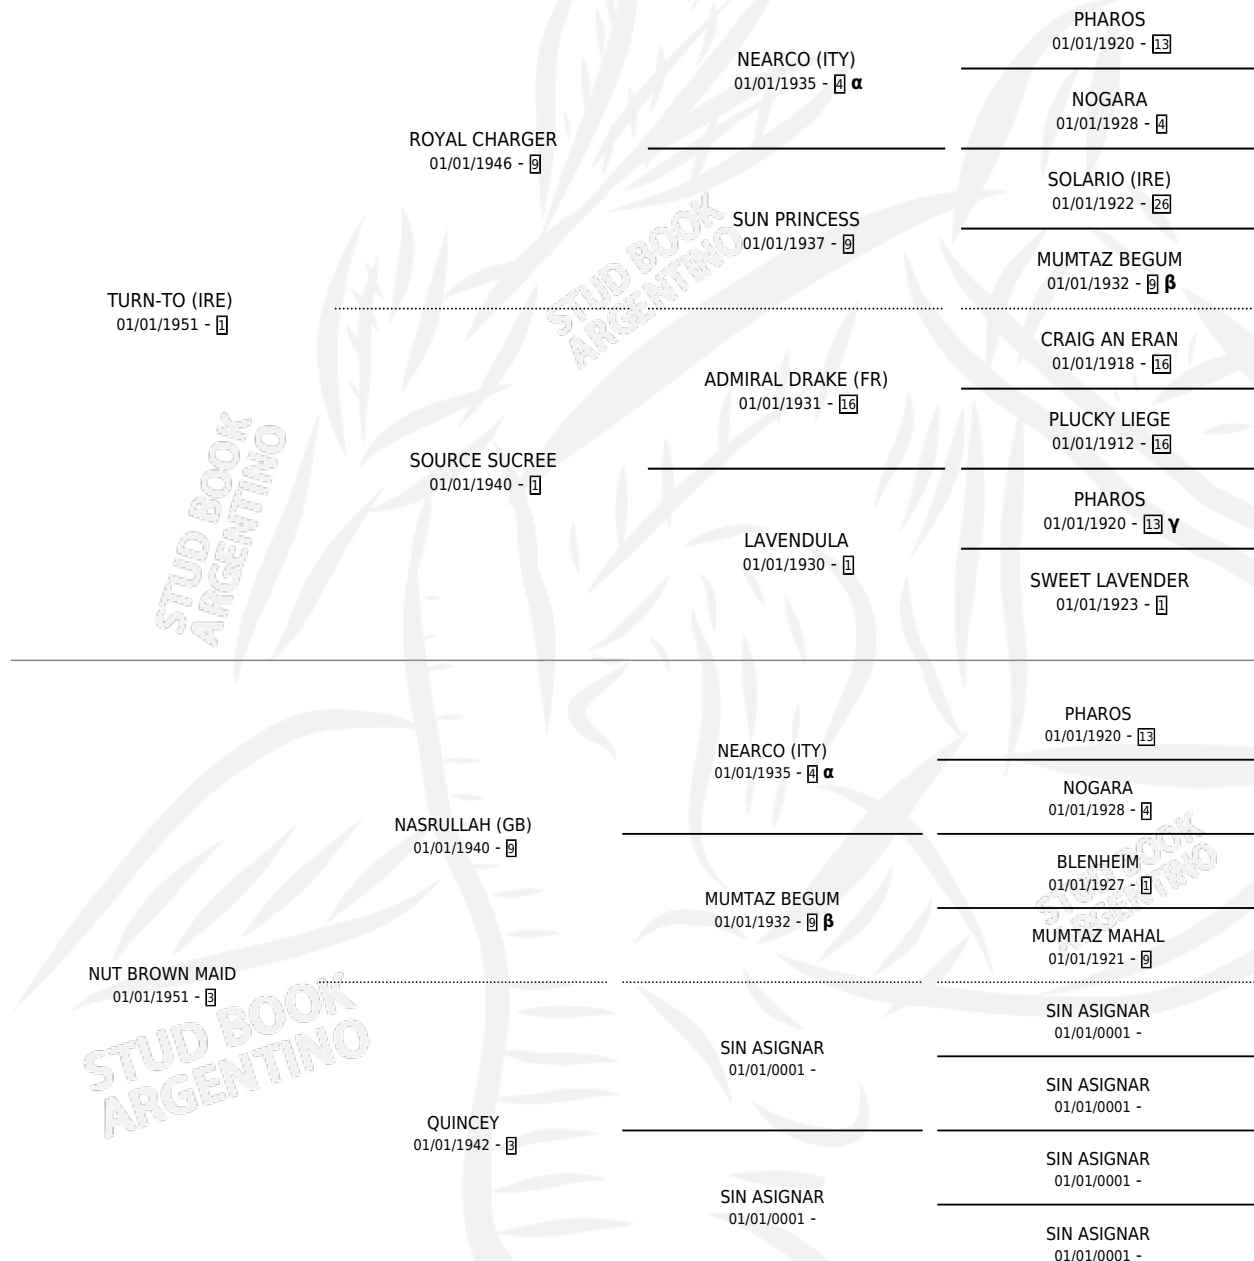 PHAROS
01/01/1920 - 13
NEARCO (ITY)
01/01/1935 - 4 α
NOGARA
01/01/1928 - 4
ROYAL CHARGER
01/01/1946 - 9
SOLARIO (IRE)
01/01/1922 - 26
SUN PRINCESS
01/01/1937 - 9
MUMTAZ BEGUM
01/01/1932 - 9 β
TURN-TO (IRE)
01/01/1951 - 1
CRAIG AN ERAN
01/01/1918 - 16
ADMIRAL DRAKE (FR)
01/01/1931 - 16
PLUCKY LIEGE
01/01/1912 - 16
SOURCE SUCREE
01/01/1940 - 1
PHAROS
01/01/1920 - 13 γ
LAVENDULA
01/01/1930 - 1
SWEET LAVENDER
01/01/1923 - 1
PHAROS
01/01/1920 - 13
NEARCO (ITY)
01/01/1935 - 4 α
NOGARA
01/01/1928 - 4
NASRULLAH (GB)
01/01/1940 - 9
BLENHEIM
01/01/1927 - 1
MUMTAZ BEGUM
01/01/1932 - 9 β
MUMTAZ MAHAL
01/01/1921 - 9
NUT BROWN MAID
01/01/1951 - 3
SIN ASIGNAR
01/01/0001 -
SIN ASIGNAR
01/01/0001 -
SIN ASIGNAR
01/01/0001 -
QUINCEY
01/01/1942 - 3
SIN ASIGNAR
01/01/0001 -
SIN ASIGNAR
01/01/0001 -
SIN ASIGNAR
01/01/0001 -
STUD BOOK
ARGENTINO
STUD BOOK
ARGENTINO
STUD BOOK
ARGENTINO
STUD BOOK
ARGENTINO